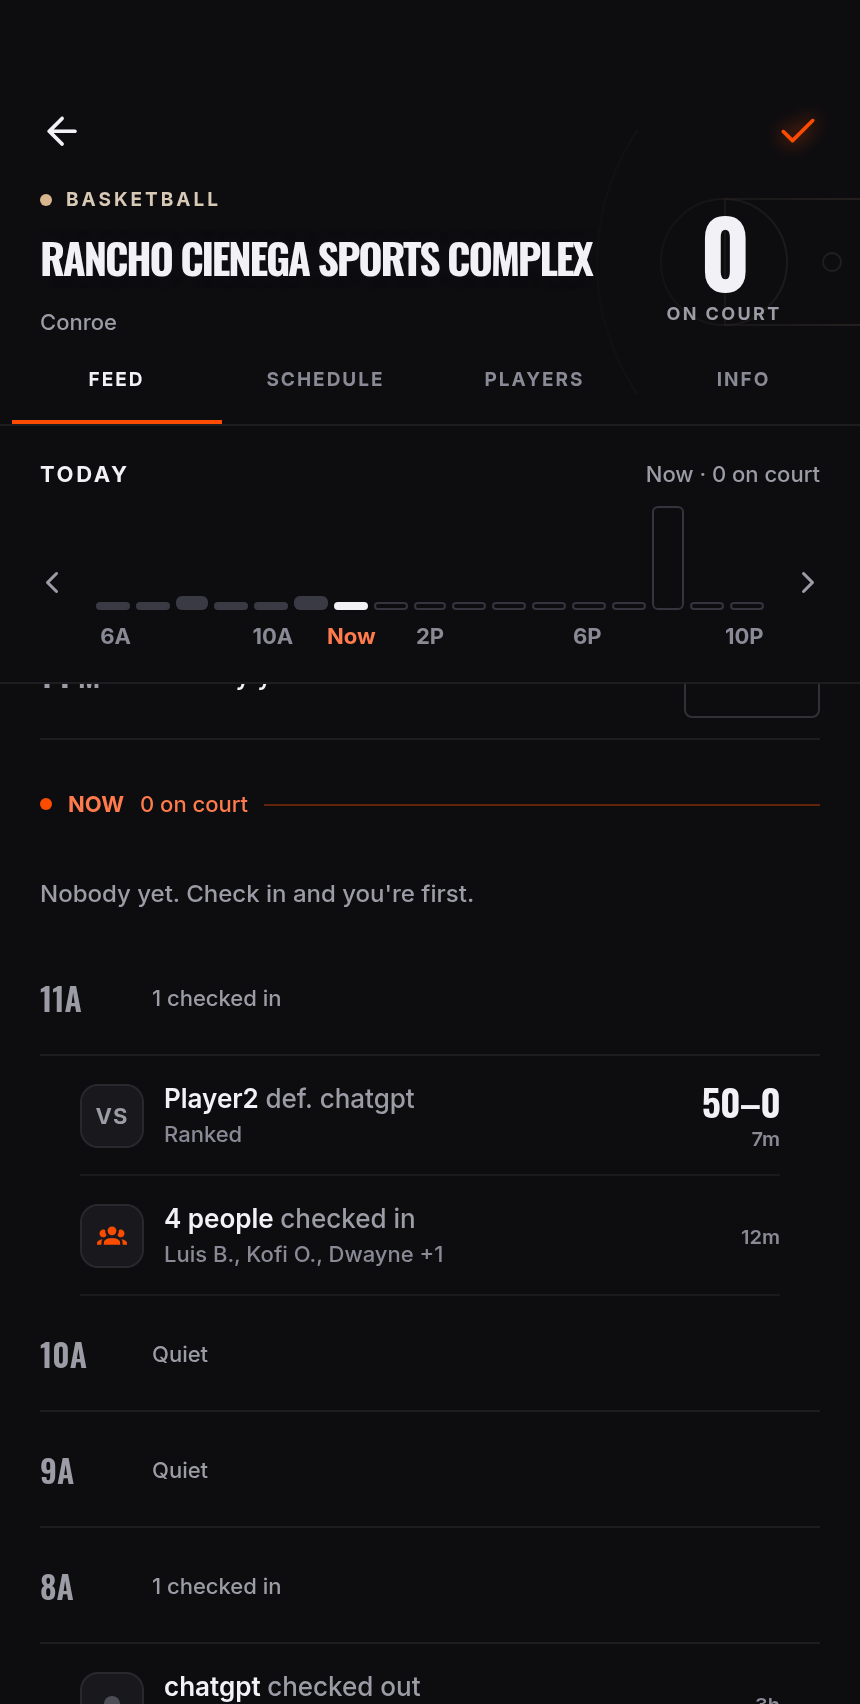 BASKETBALL
RANCHO CIENEGA SPORTS COMPLEX
Conroe
0
ON COURT
FEED SCHEDULE PLAYERS INFO
TODAY
Now · 0 on court
6A 10A Now 2P 6P 10P
NOW 0 on court
Nobody yet. Check in and you're first.
11A 1 checked in
VS
Player2 def. chatgpt
Ranked
50–0
7m
4 people checked in
Luis B., Kofi O., Dwayne +1
12m
10A Quiet
9A Quiet
8A 1 checked in
chatgpt checked out